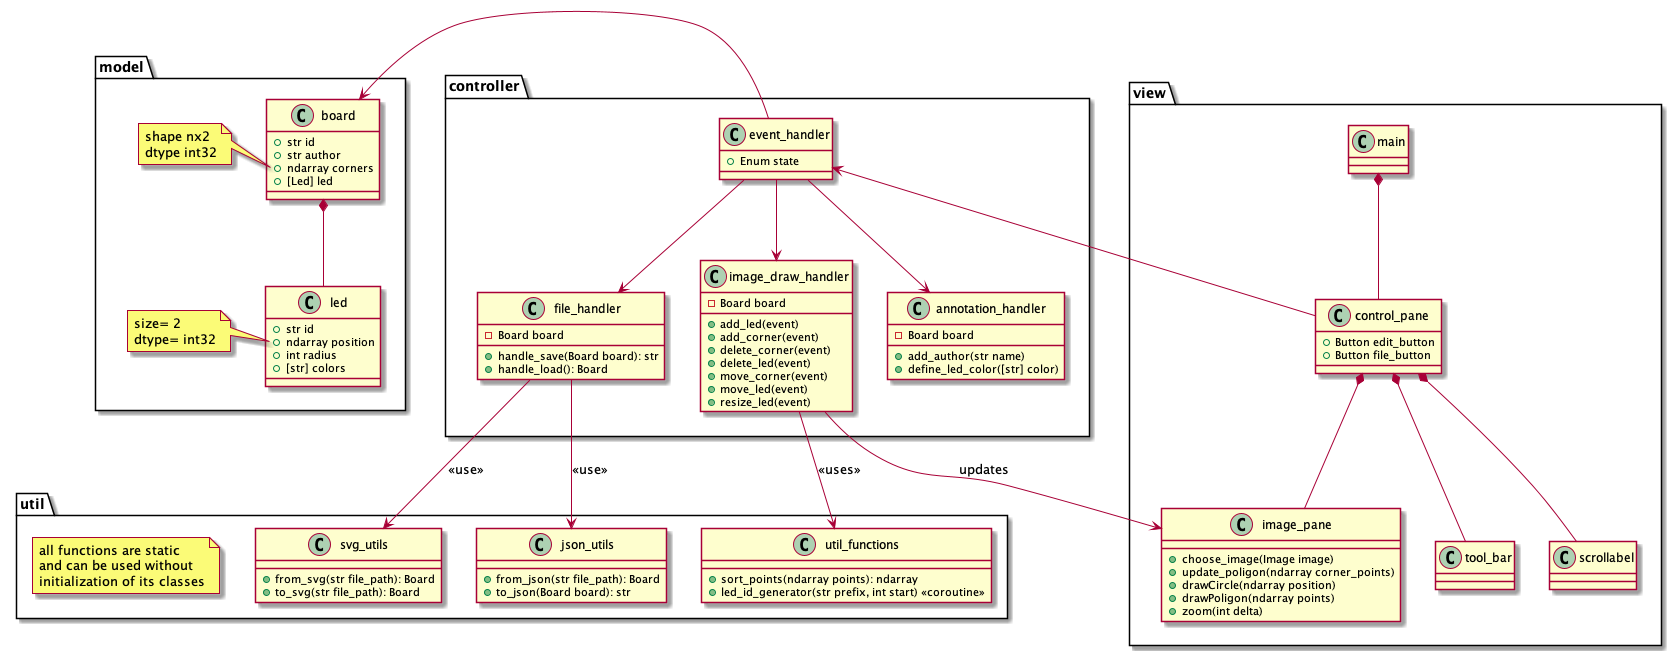 model
shape nx2
dtype int32
C board
str id
str author
ndarray corners
[Led] led
size= 2
dtype= int32
C led
str id
ndarray position
int radius
[str] colors
controller
C event_handler
Enum state
C file_handler
Board board
handle_save(Board board): str
handle_load(): Board
C image_draw_handler
Board board
add_led(event)
add_corner(event)
delete_corner(event)
delete_led(event)
move_corner(event)
move_led(event)
resize_led(event)
C annotation_handler
Board board
add_author(str name)
define_led_color([str] color)
view
C main
C control_pane
Button edit_button
Button file_button
C image_pane
choose_image(Image image)
update_poligon(ndarray corner_points)
drawCircle(ndarray position)
drawPoligon(ndarray points)
zoom(int delta)
C tool_bar
C scrollabel
«use»
«use»
«uses»
updates
util
all functions are static
and can be used without
initialization of its classes
C svg_utils
from_svg(str file_path): Board
to_svg(str file_path): Board
C json_utils
from_json(str file_path): Board
to_json(Board board): str
C util_functions
sort_points(ndarray points): ndarray
led_id_generator(str prefix, int start) «coroutine»